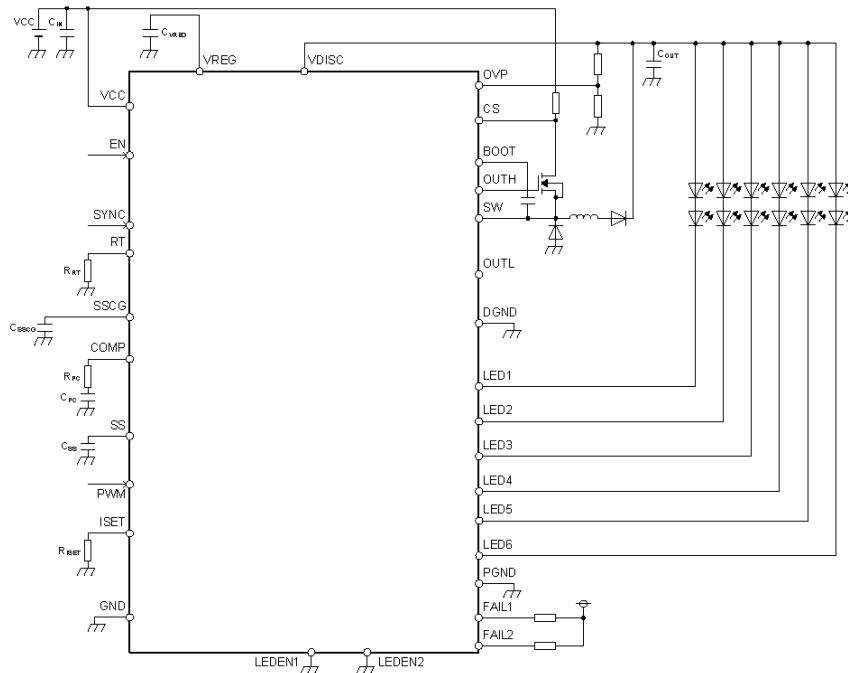 VCC
CIN
CVREG
COUT
VREG
VDISC
VCC
EN
SYNC
RT
RRT
SSCG
CSSCG
COMP
RPC
CPC
SS
CSS
PWM
ISET
RISET
GND
LEDEN1
LEDEN2
OVP
CS
BOOT
OUTH
SW
OUTL
DGND
LED1
LED2
LED3
LED4
LED5
LED6
PGND
FAIL1
FAIL2